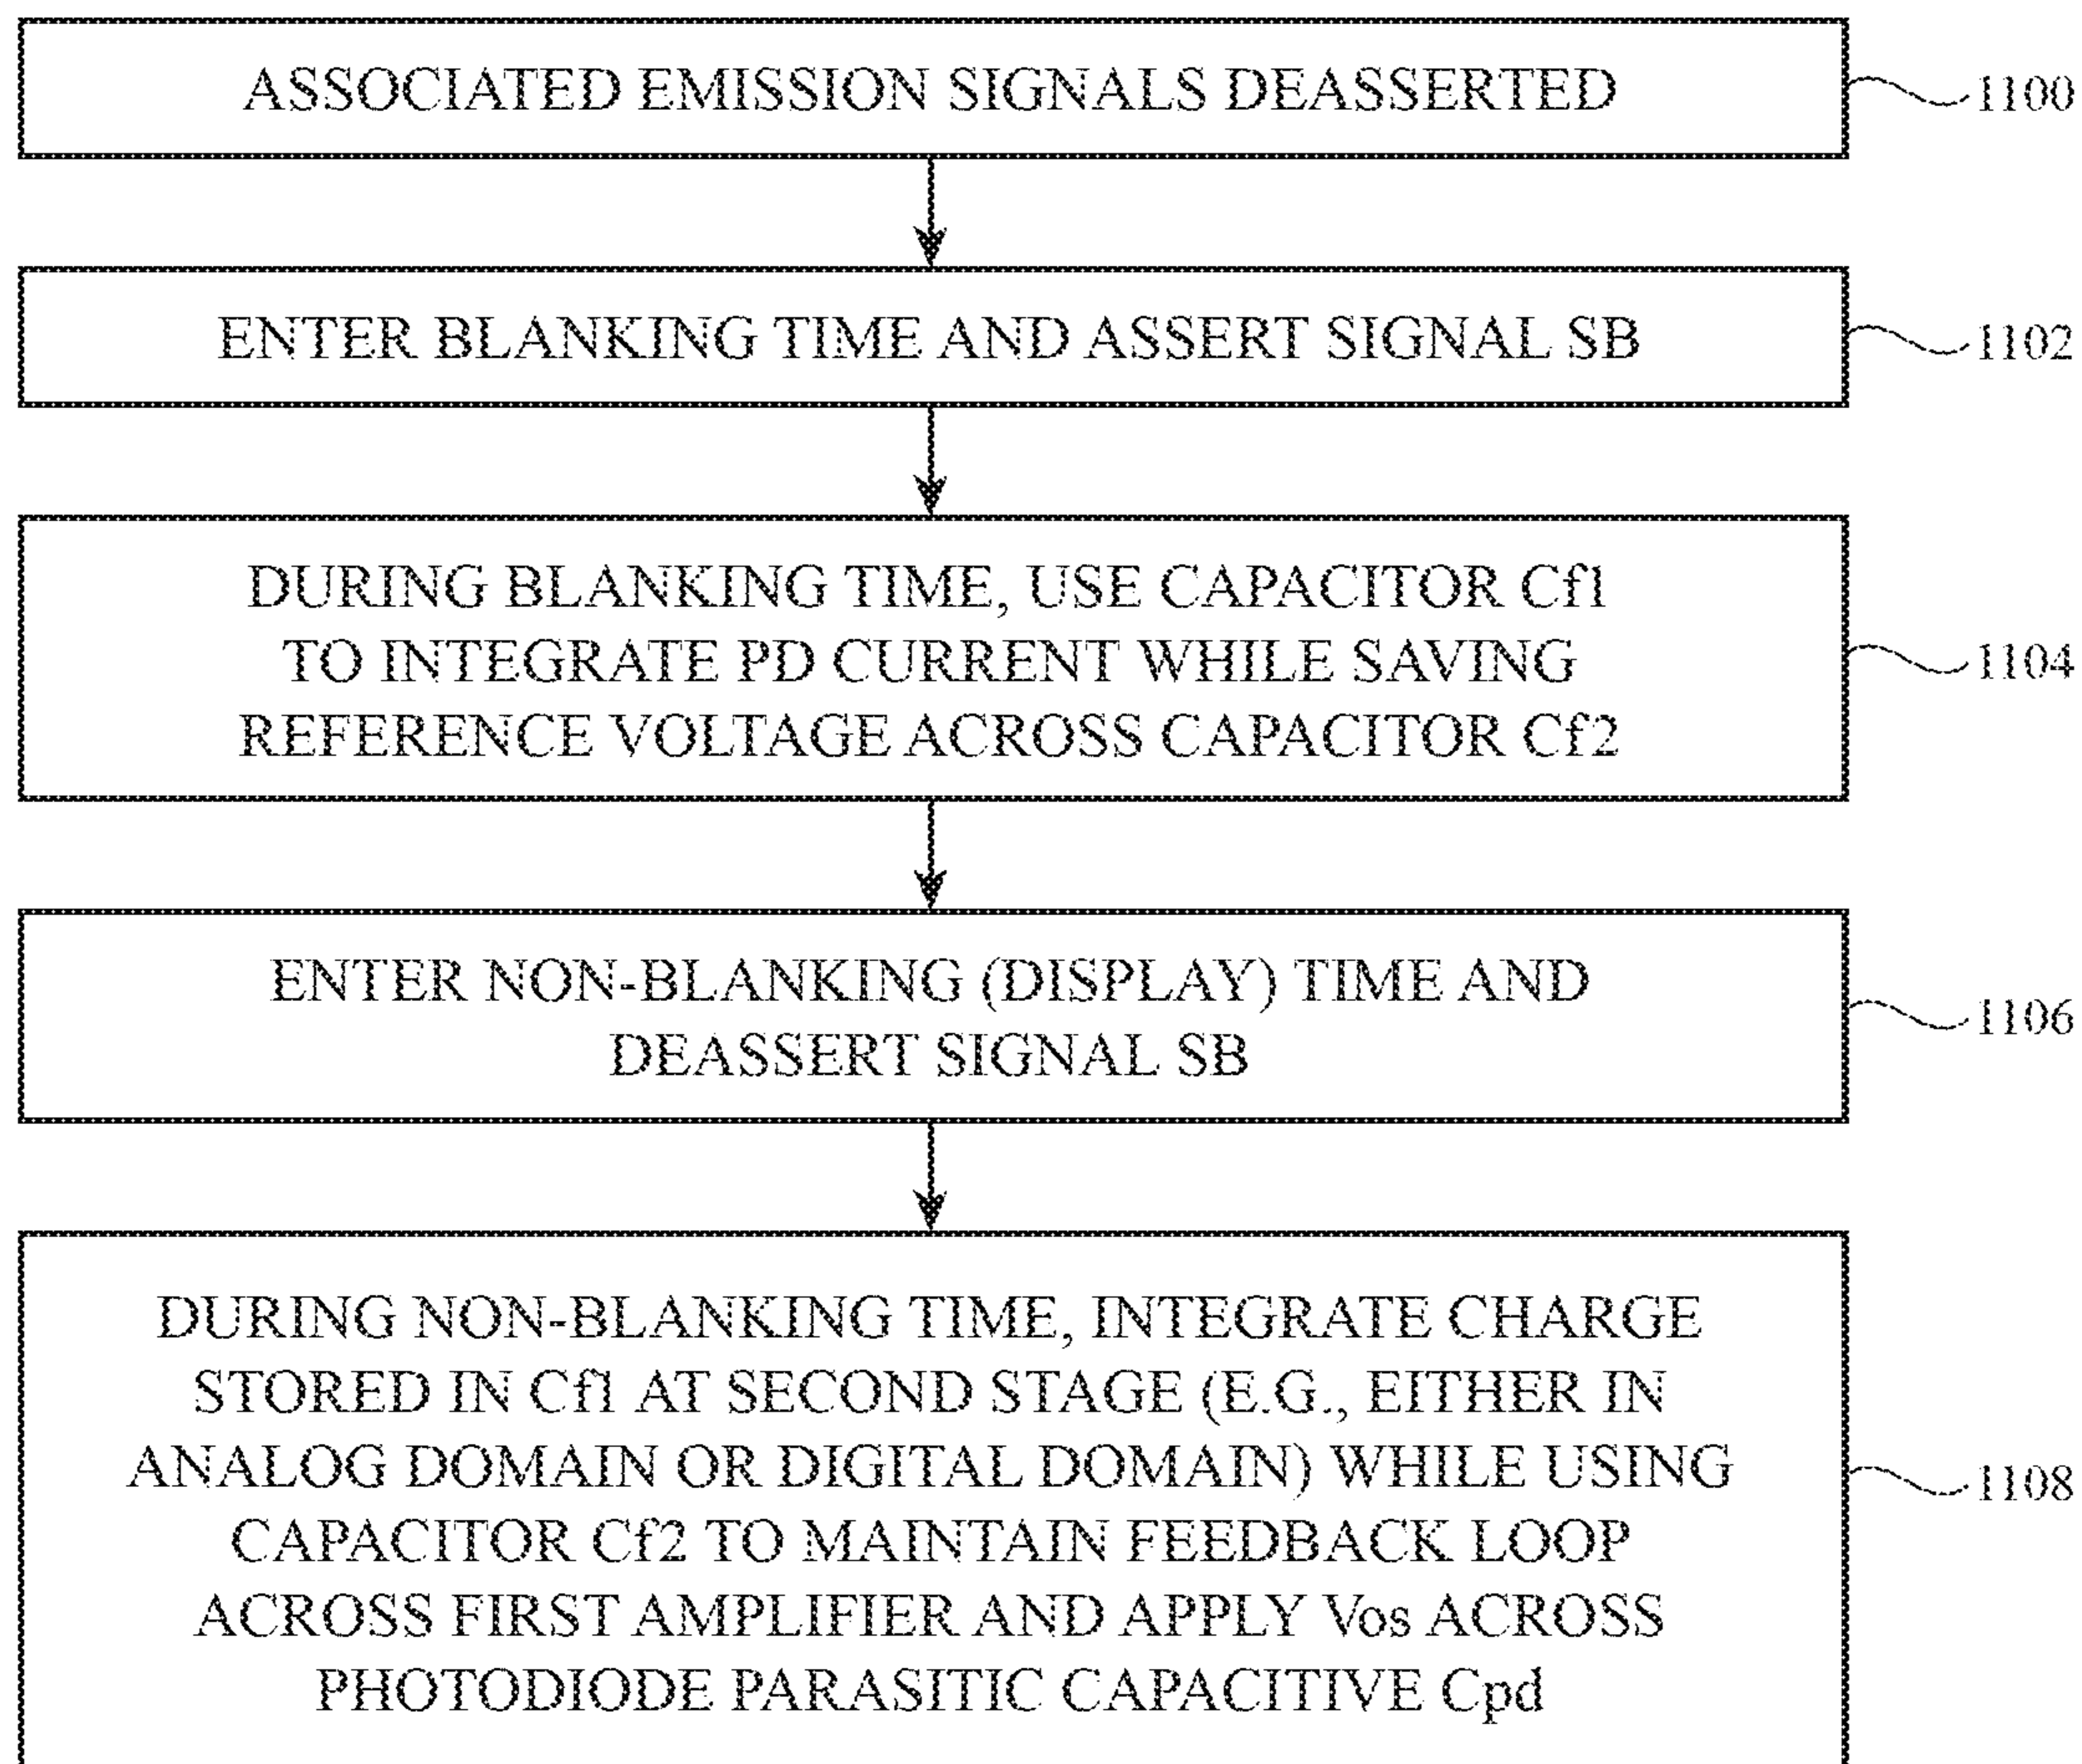 ASSOCIATED EMISSION SIGNALS DEASSERTED
1100
ENTER BLANKING TIME AND ASSERT SIGNAL SB
1102
DURING BLANKING TIME, USE CAPACITOR Cf1
TO INTEGRATE PD CURRENT WHILE SAVING
REFERENCE VOLTAGE ACROSS CAPACITOR Cf2
1104
ENTER NON-BLANKING (DISPLAY) TIME AND
DEASSERT SIGNAL SB
1106
DURING NON-BLANKING TIME, INTEGRATE CHARGE
STORED IN Cf1 AT SECOND STAGE (E.G., EITHER IN
ANALOG DOMAIN OR DIGITAL DOMAIN) WHILE USING
CAPACITOR Cf2 TO MAINTAIN FEEDBACK LOOP
ACROSS FIRST AMPLIFIER AND APPLY Vos ACROSS
PHOTODIODE PARASITIC CAPACITIVE Cpd
1108